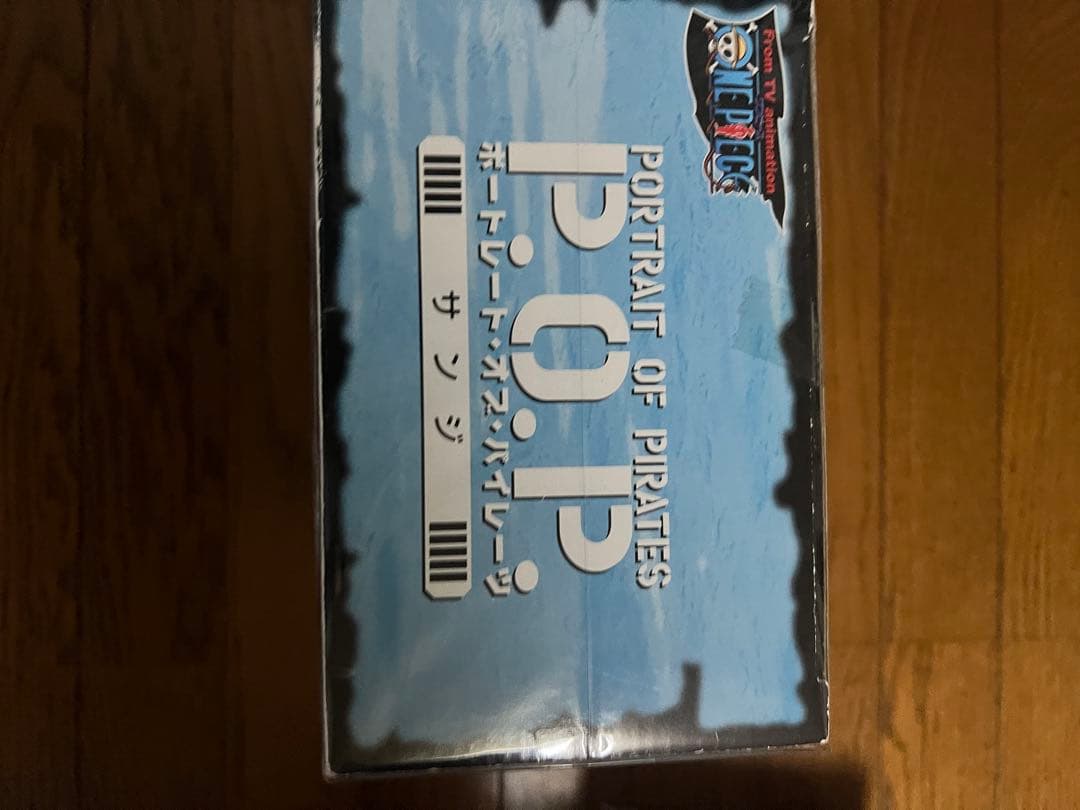 From TV animation
ONE PIECE
PORTRAIT OF PIRATES
P.O.P.
ポートレート・オブ・パイレーツ
サンジ